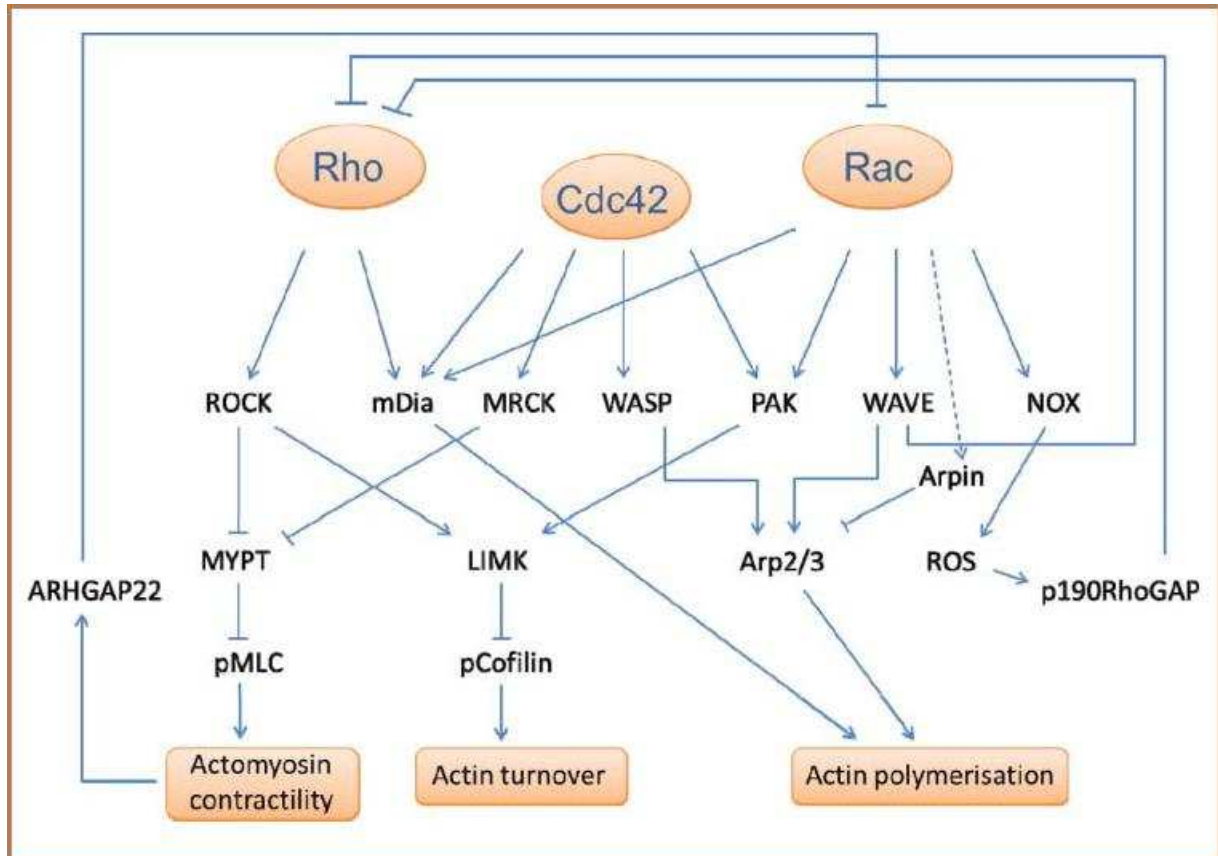 Rho
Cdc42
Rac
ROCK
mDia
MRCK
WASP
PAK
WAVE
NOX
Arpin
MYPT
LIMK
Arp2/3
ROS
ARHGAP22
p190RhoGAP
pMLC
pCofilin
Actomyosin
contractility
Actin turnover
Actin polymerisation